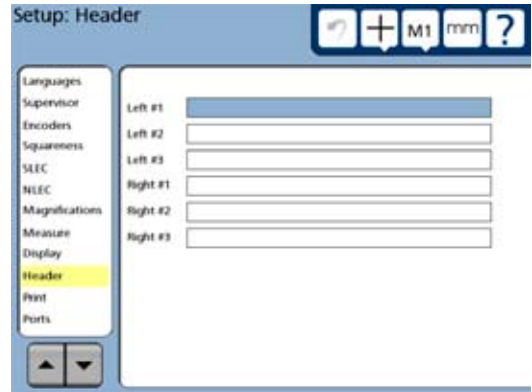 Setup: Header
M1 mm ?
Languages
Supervisor
Encoders
Squareness
SLEC
NLEC
Magnifications
Measure
Display
Header
Print
Ports
Left #1
Left #2
Left #3
Right #1
Right #2
Right #3